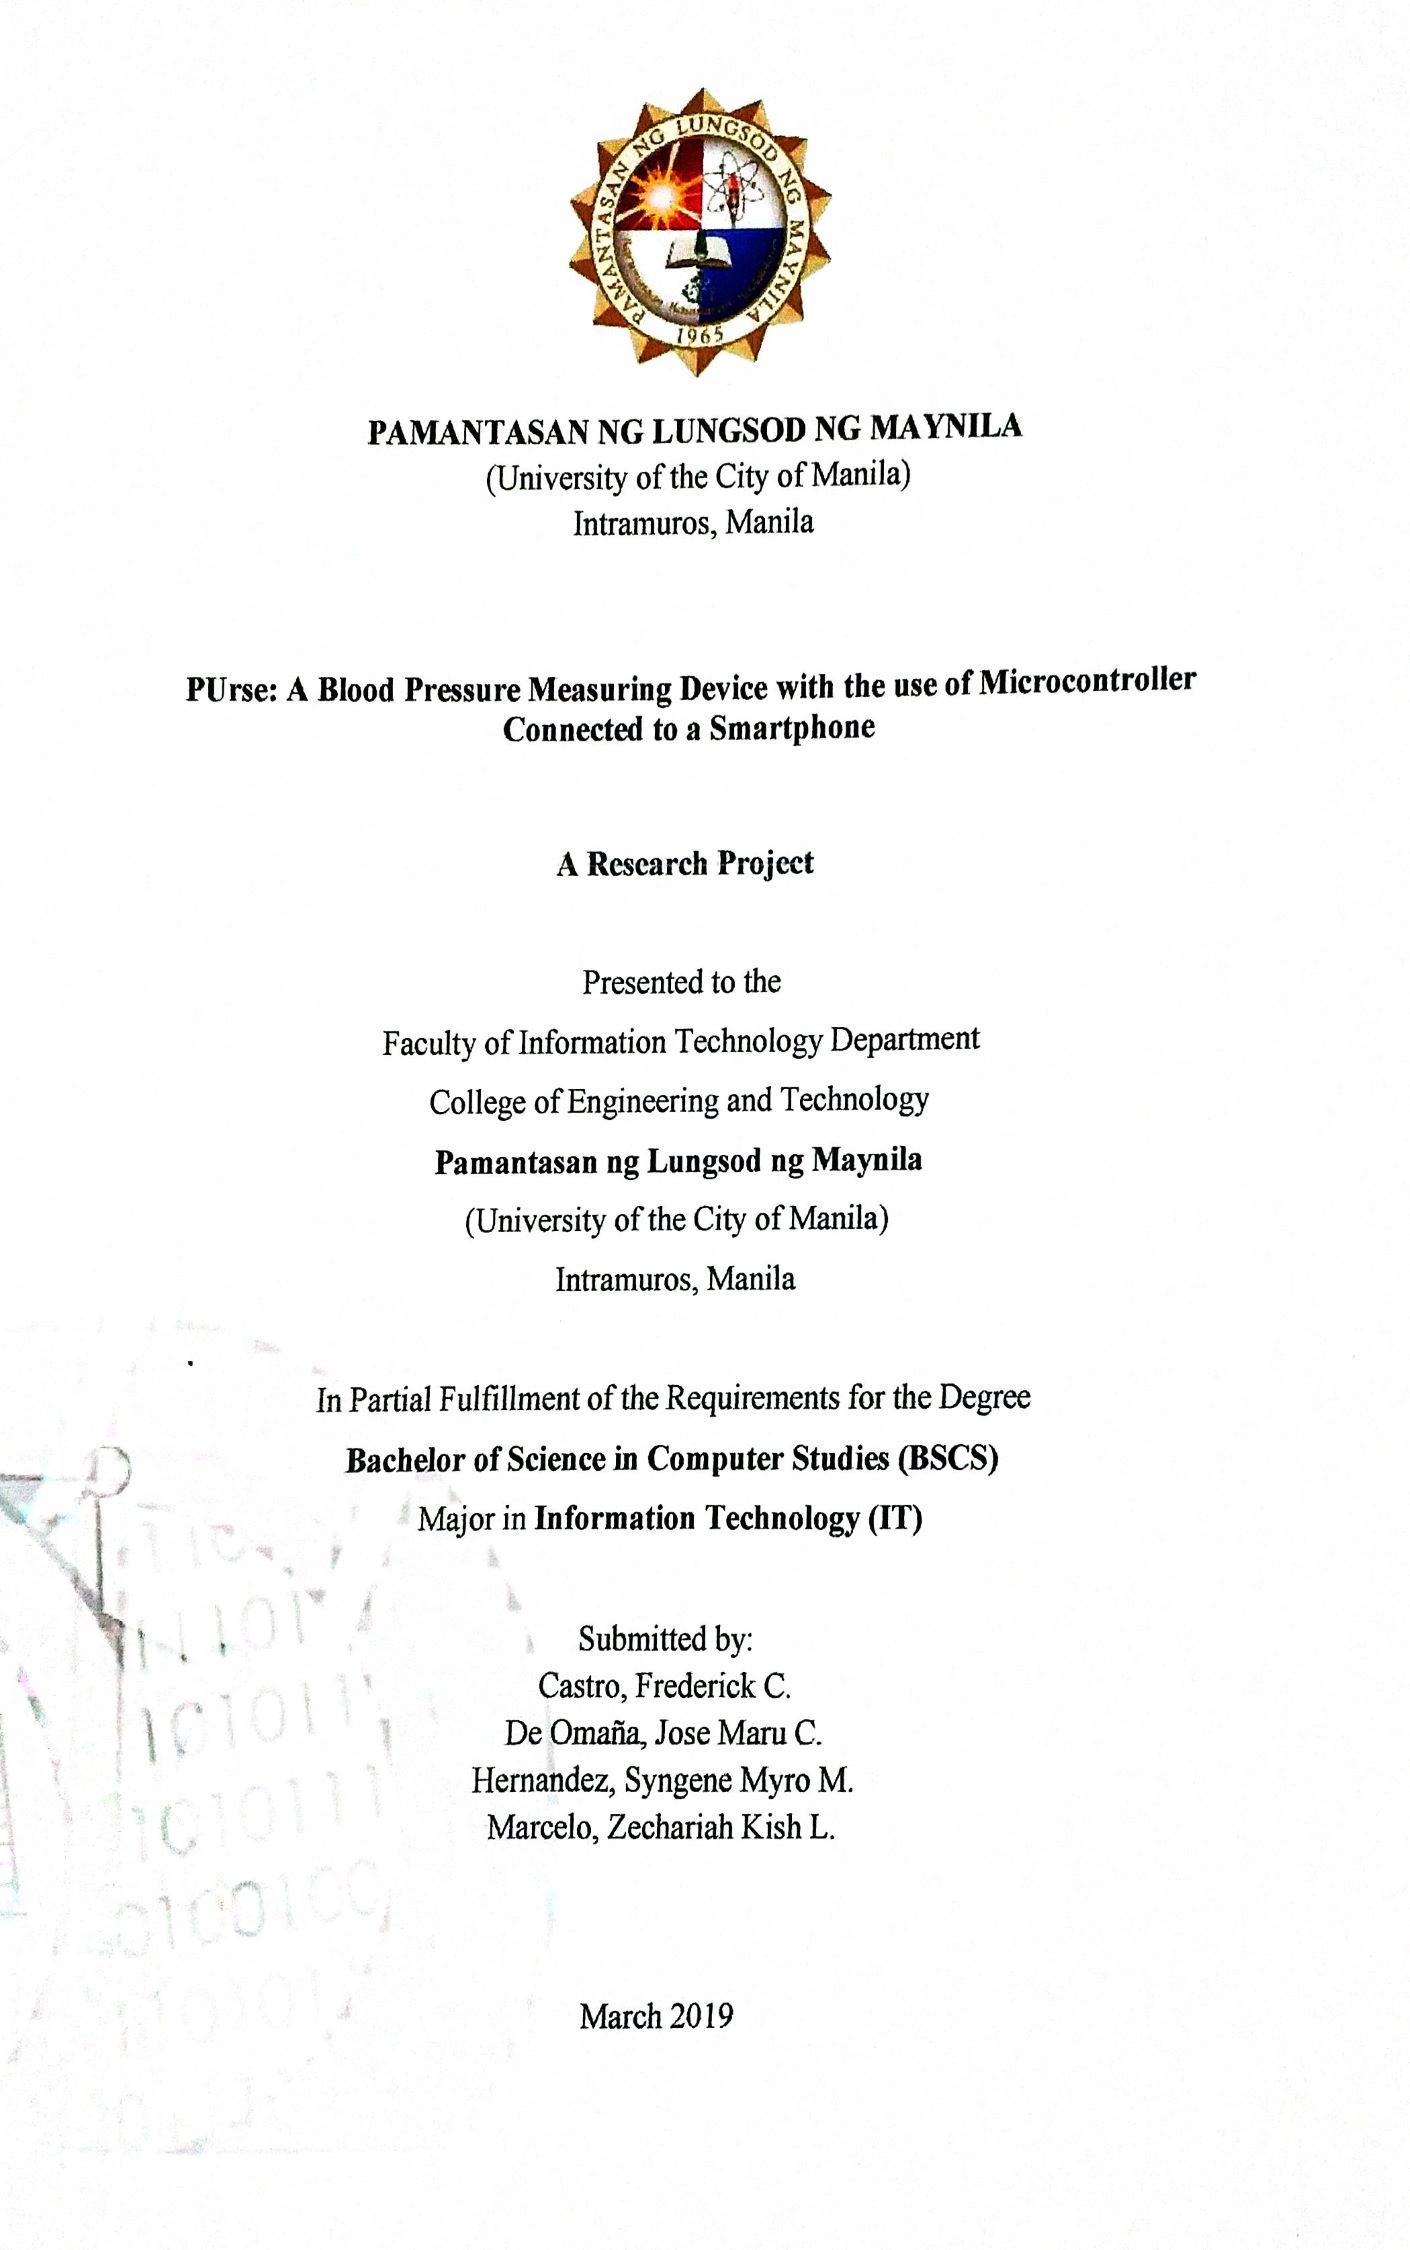 PAMANTASAN NG LUNGSOD NG MAYNILA
1965
PAMANTASAN NG LUNGSOD NG MAYNILA
(University of the City of Manila)
Intramuros, Manila
PUrse: A Blood Pressure Measuring Device with the use of Microcontroller
Connected to a Smartphone
A Research Project
Presented to the
Faculty of Information Technology Department
College of Engineering and Technology
Pamantasan ng Lungsod ng Maynila
(University of the City of Manila)
Intramuros, Manila
In Partial Fulfillment of the Requirements for the Degree
Bachelor of Science in Computer Studies (BSCS)
Major in Information Technology (IT)
Submitted by:
Castro, Frederick C.
De Omaña, Jose Maru C.
Hernandez, Syngene Myro M.
Marcelo, Zechariah Kish L.
March 2019